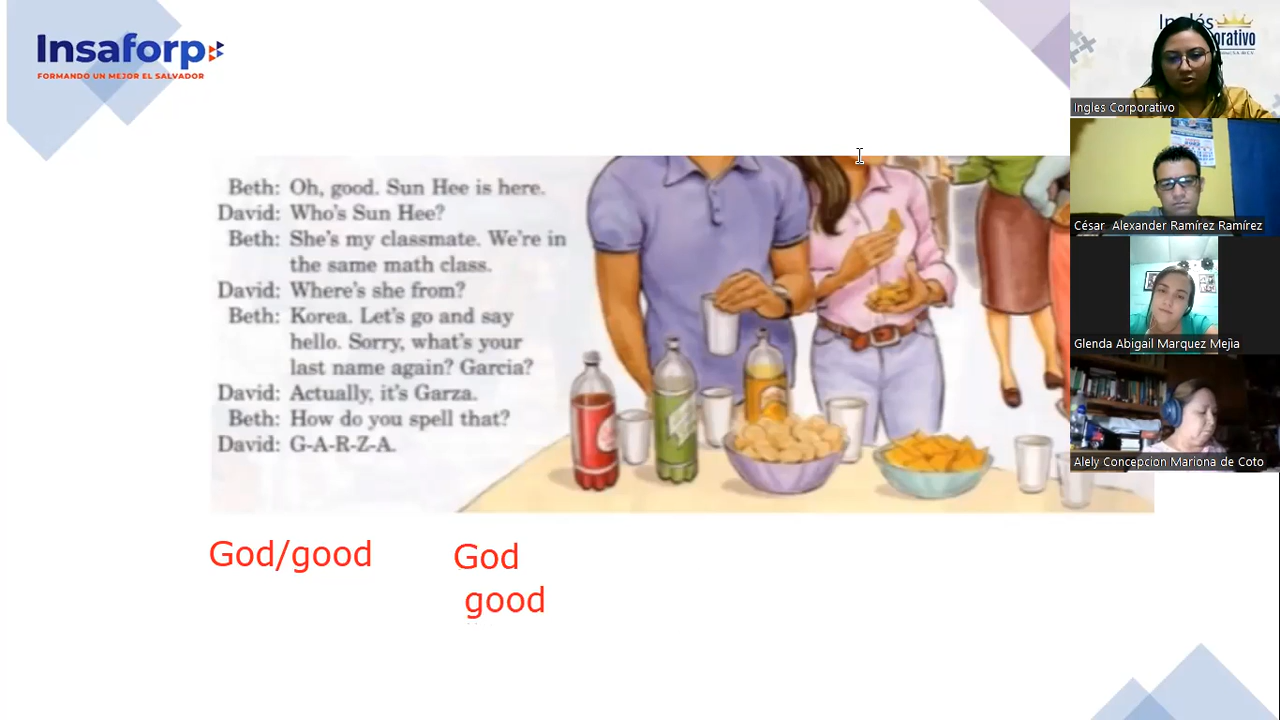 Insaforp
FORMANDO UN MEJOR EL SALVADOR
Beth: Oh, good. Sun Hee is here.
David: Who's Sun Hee?
Beth: She's my classmate. We're in
the same math class.
David: Where's she from?
Beth: Korea. Let's go and say
hello. Sorry, what's your
last name again? Garcia?
David: Actually, it's Garza.
Beth: How do you spell that?
David: G-A-R-Z-A.
God/good
God
good
Inglés
Ingles Corporativo
César Alexander Ramírez Ramírez
Glenda Abigail Marquez Mejia
Alely Concepcion Mariona de Coto